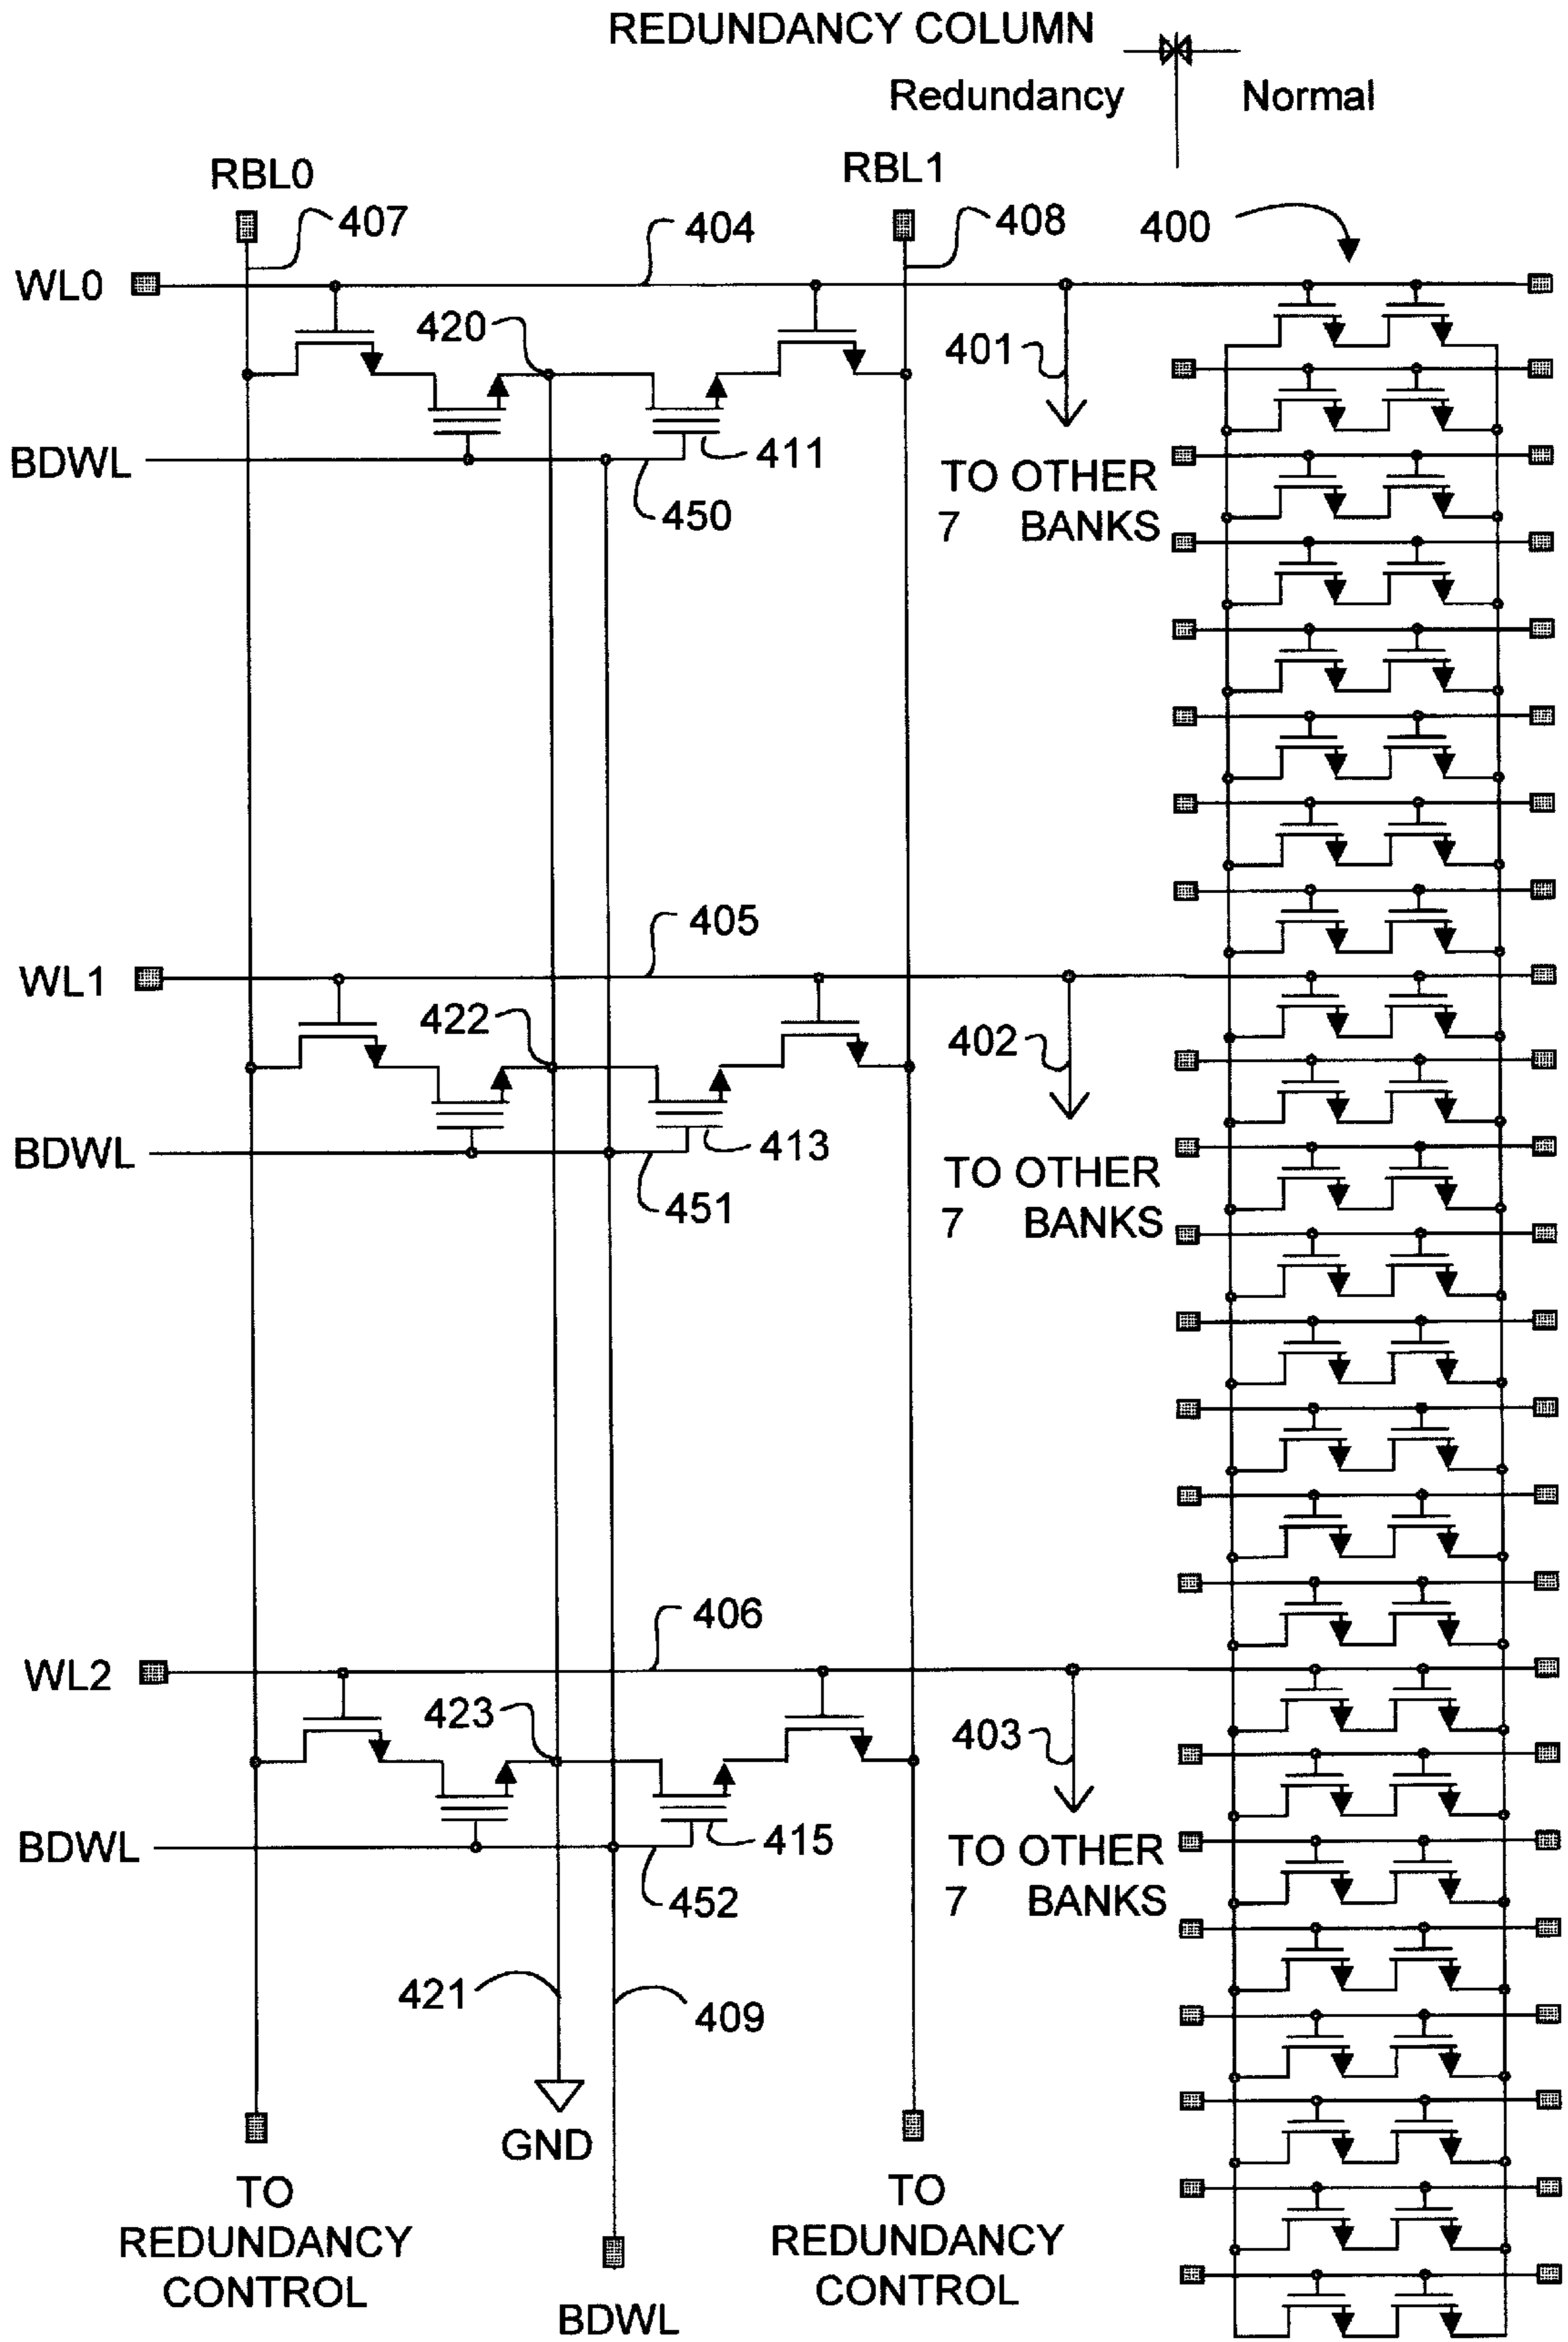 REDUNDANCY COLUMN
Redundancy Normal
RBL0 RBL1
407 404 408 400
WL0
420
401
BDWL 411
450
TO OTHER
7 BANKS
405
WL1
422
402
BDWL 413
451
TO OTHER
7 BANKS
406
WL2
423
403
BDWL 415
452
TO OTHER
7 BANKS
421 409
GND
TO
REDUNDANCY
CONTROL
TO
REDUNDANCY
CONTROL
BDWL